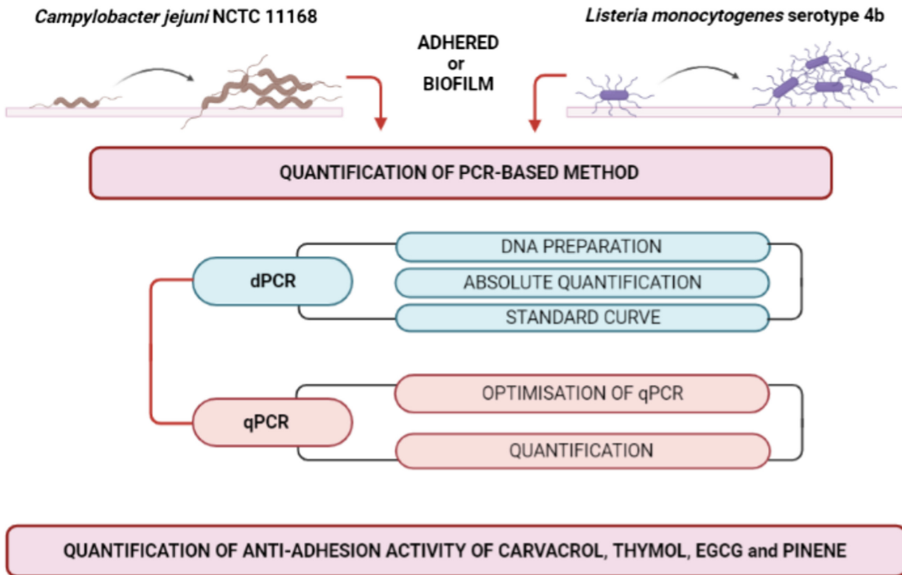 Campylobacter jejuni NCTC 11168
Listeria monocytogenes serotype 4b
ADHERED
or
BIOFILM
QUANTIFICATION OF PCR-BASED METHOD
dPCR
DNA PREPARATION
ABSOLUTE QUANTIFICATION
STANDARD CURVE
qPCR
OPTIMISATION OF qPCR
QUANTIFICATION
QUANTIFICATION OF ANTI-ADHESION ACTIVITY OF CARVACROL, THYMOL, EGCG and PINENE